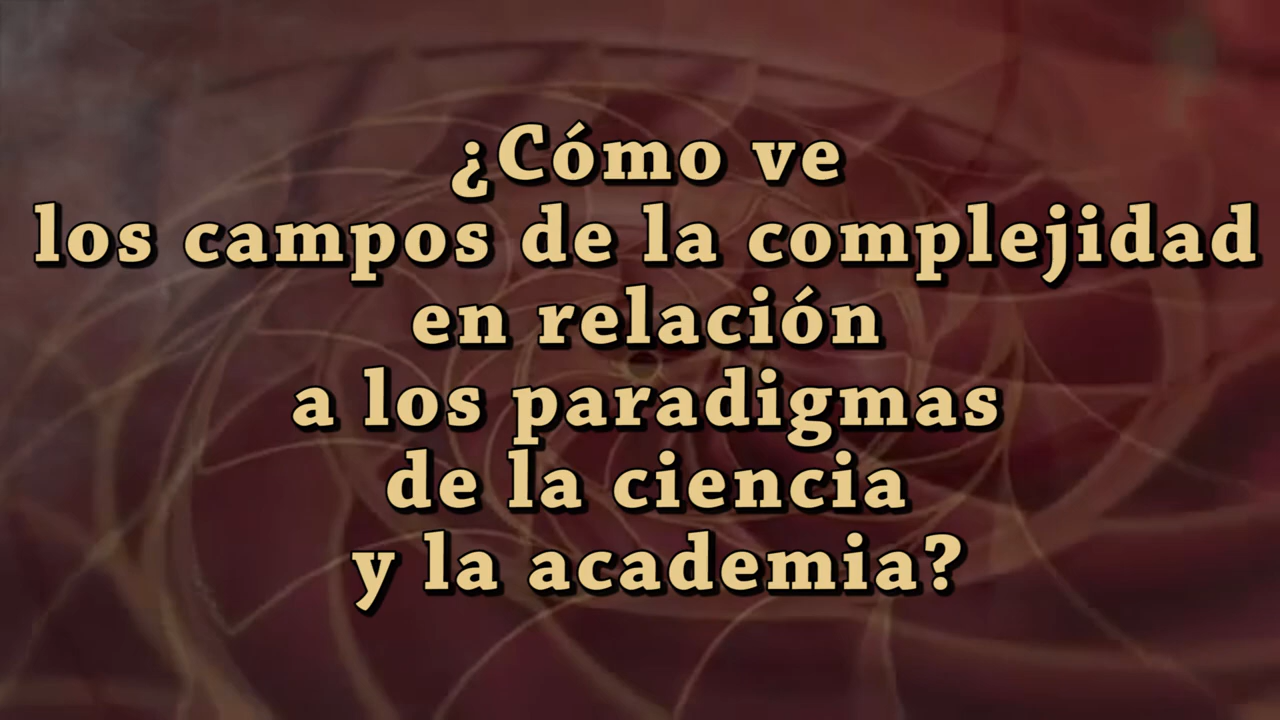 ¿Cómo ve
los campos de la complejidad
en relación
a los paradigmas
de la ciencia
y la academia?